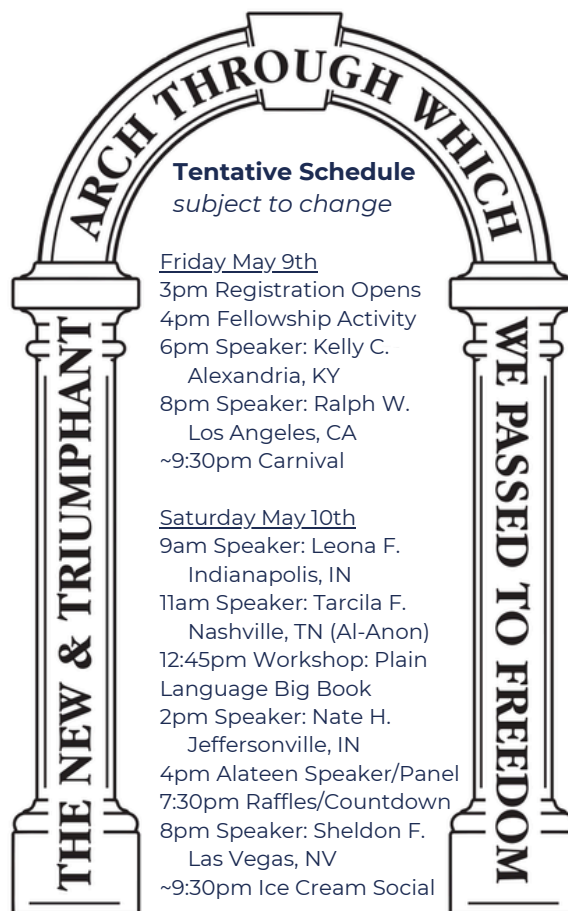 THE NEW & TRIUMPHANT
ARCH THROUGH WHICH
WE PASSED TO FREEDOM
Tentative Schedule
subject to change
Friday May 9th
3pm Registration Opens
4pm Fellowship Activity
6pm Speaker: Kelly C.
Alexandria, KY
8pm Speaker: Ralph W.
Los Angeles, CA
~9:30pm Carnival
Saturday May 10th
9am Speaker: Leona F.
Indianapolis, IN
11am Speaker: Tarcila F.
Nashville, TN (Al-Anon)
12:45pm Workshop: Plain
Language Big Book
2pm Speaker: Nate H.
Jeffersonville, IN
4pm Alateen Speaker/Panel
7:30pm Raffles/Countdown
8pm Speaker: Sheldon F.
Las Vegas, NV
~9:30pm Ice Cream Social